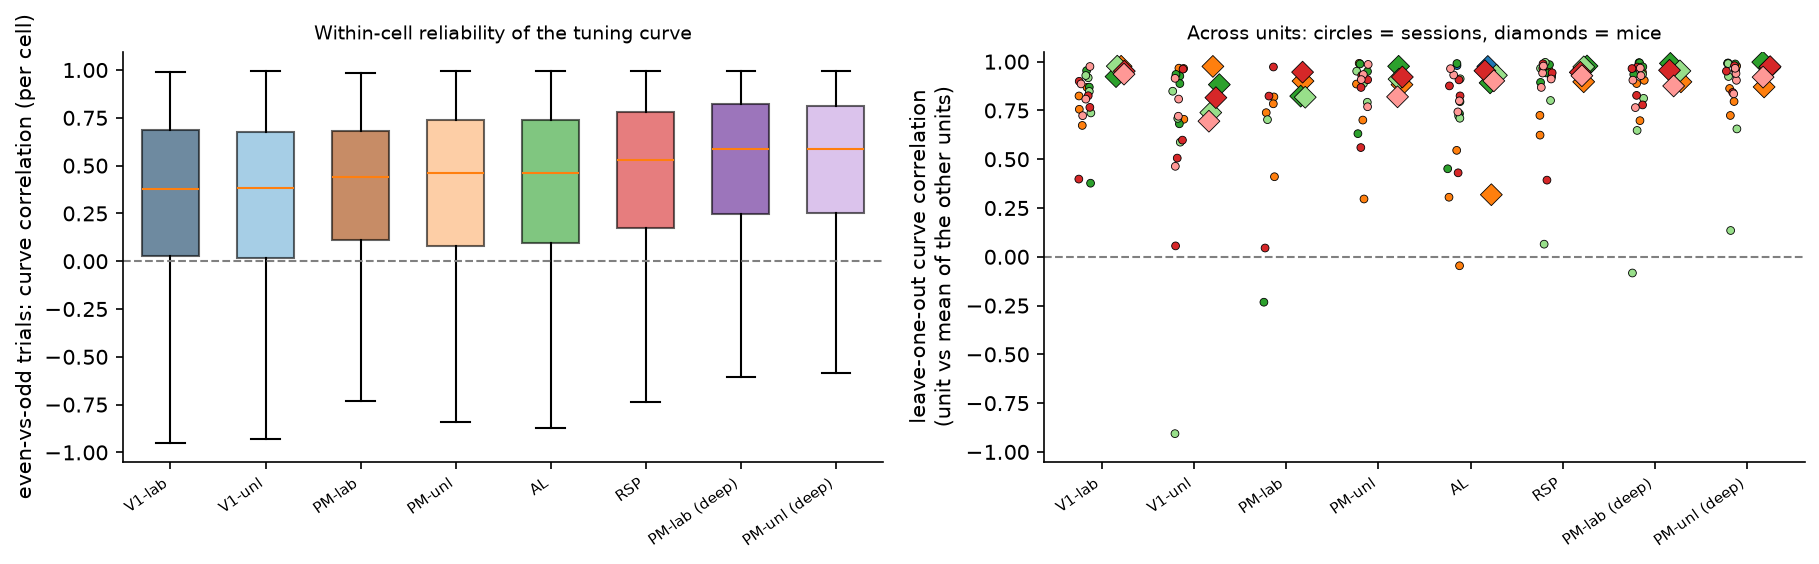 Within-cell reliability of the tuning curve
even-vs-odd trials: curve correlation (per cell)
1.00
0.75
0.50
0.25
0.00
−0.25
−0.50
−0.75
−1.00
V1-lab
V1-unl
PM-lab
PM-unl
AL
RSP
PM-lab (deep)
PM-unl (deep)
Across units: circles = sessions, diamonds = mice
leave-one-out curve correlation
(unit vs mean of the other units)
1.00
0.75
0.50
0.25
0.00
−0.25
−0.50
−0.75
−1.00
V1-lab
V1-unl
PM-lab
PM-unl
AL
RSP
PM-lab (deep)
PM-unl (deep)